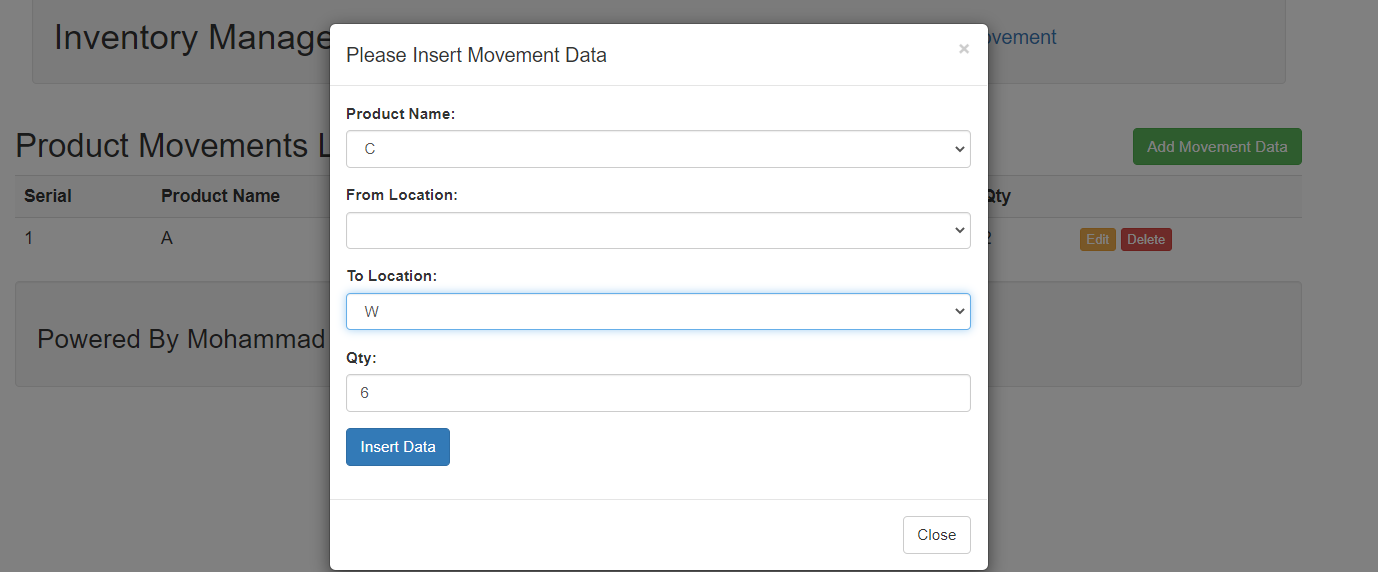 Inventory Manage
Please Insert Movement Data
×
ovement
Product Name:
C
From Location:
To Location:
W
Qty:
6
Insert Data
Close
Product Movements L
Add Movement Data
Serial
Product Name
Qty
1
A
2
Edit
Delete
Powered By Mohammad